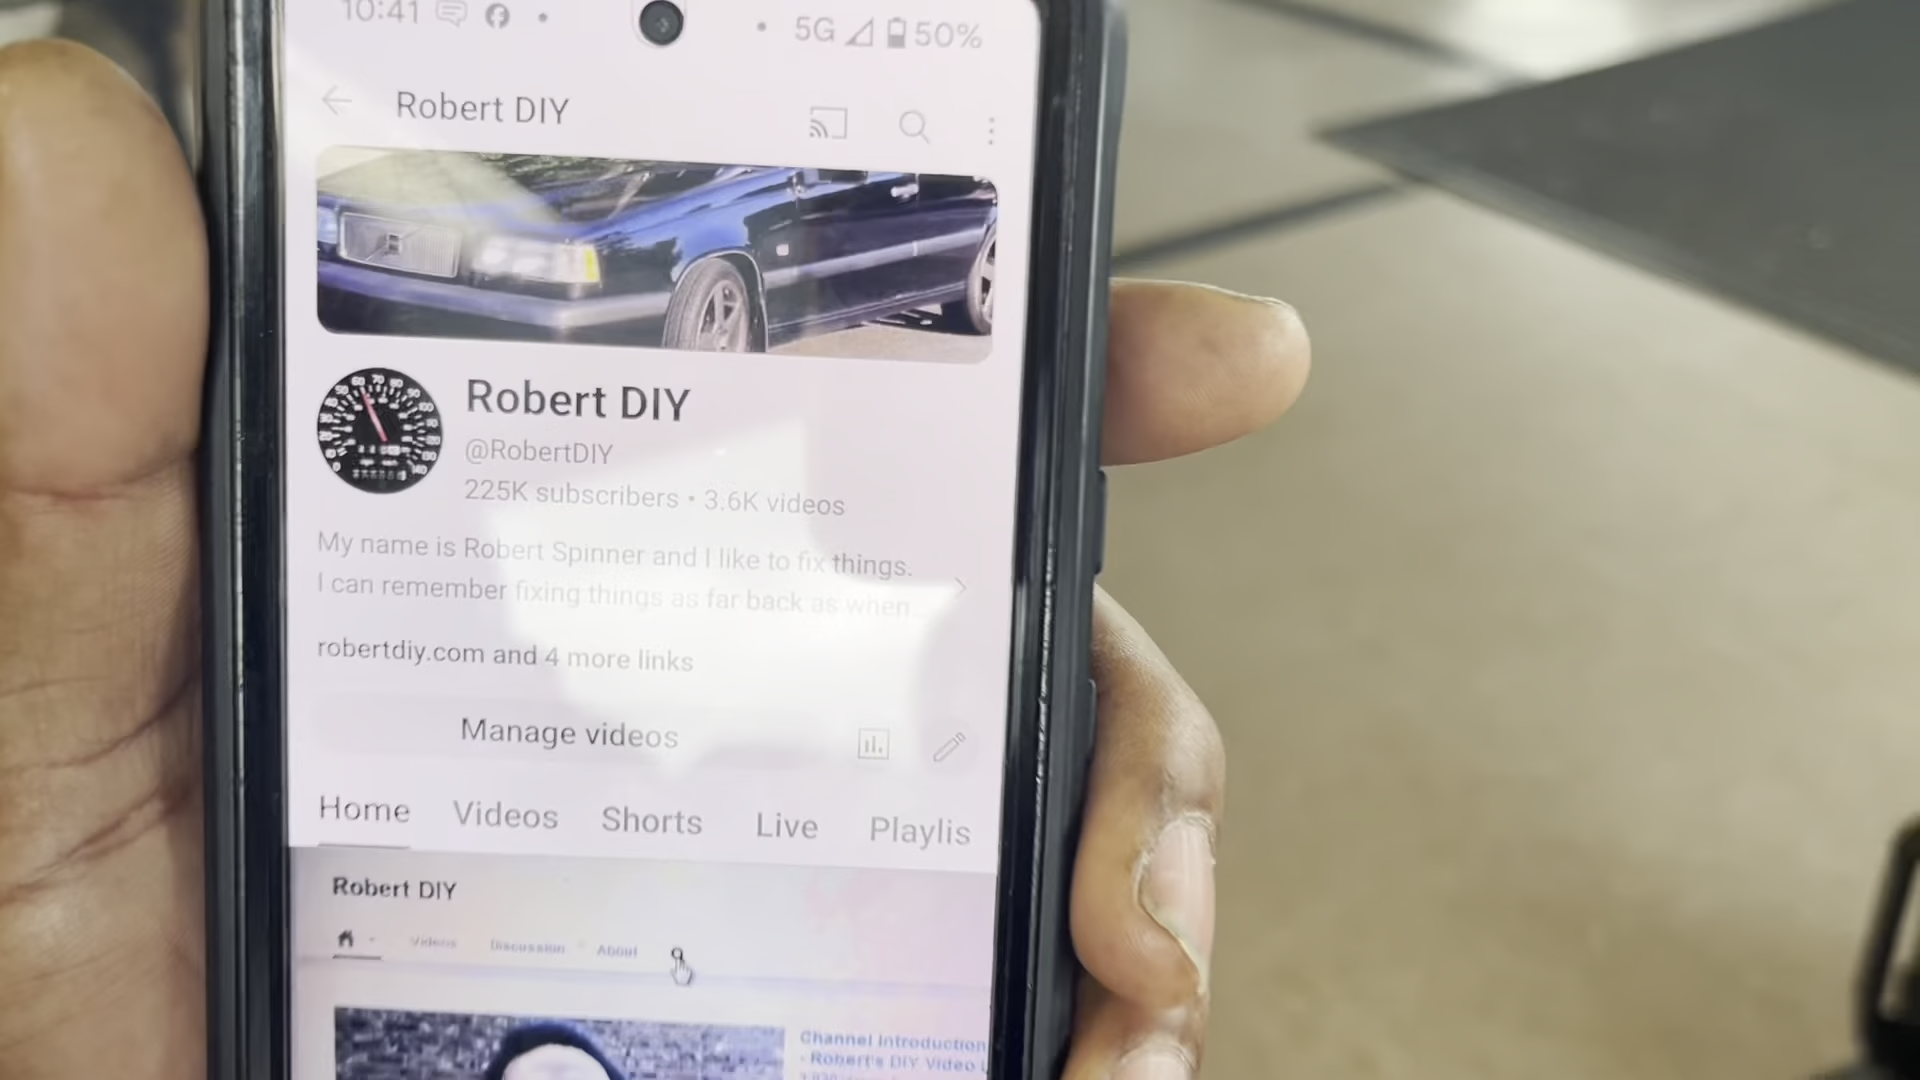 10:41
5G 50%
Robert DIY
Robert DIY
@RobertDIY
225K subscribers • 3.6K videos
My name is Robert Spinner and I like to fix things.
I can remember fixing things as far back as when...
robertdiy.com and 4 more links
Manage videos
Home Videos Shorts Live Playlis
Robert DIY
Videos Discussion About
Channel Introduction
- Robert's DIY Video